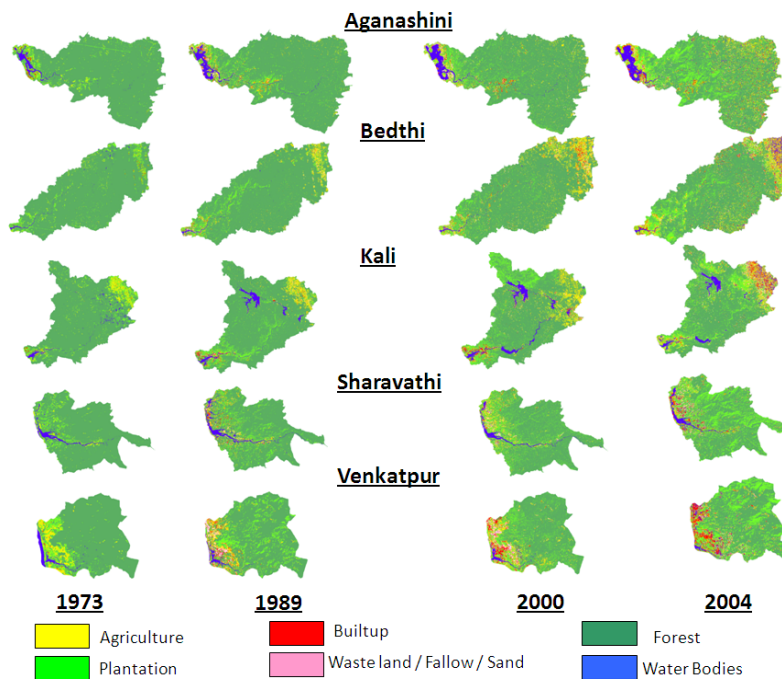 Aganashini
Bedthi
Kali
Sharavathi
Venkatpur
1973 1989 2000 2004
Agriculture Builtup Forest
Plantation Waste land / Fallow / Sand Water Bodies